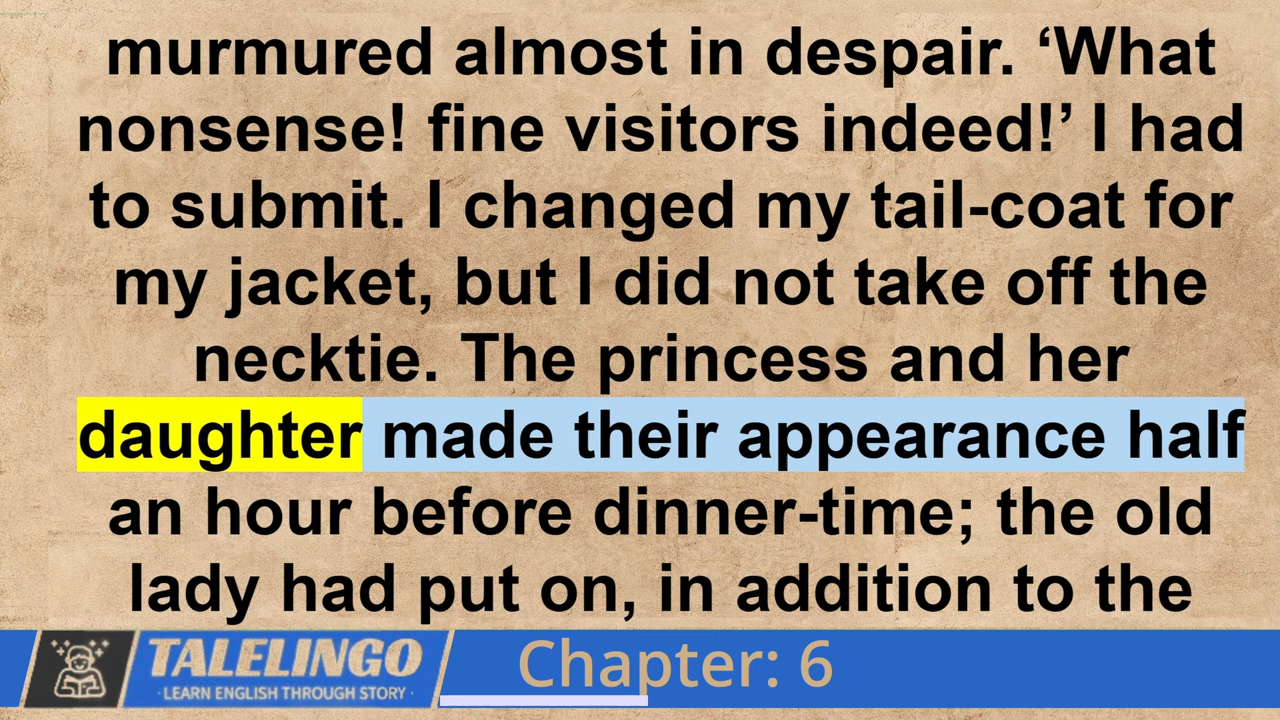 murmured almost in despair. ‘What
nonsense! fine visitors indeed!’ I had
to submit. I changed my tail-coat for
my jacket, but I did not take off the
necktie. The princess and her
daughter made their appearance half
an hour before dinner-time; the old
lady had put on, in addition to the
TALELINGO
· LEARN ENGLISH THROUGH STORY ·
Chapter: 6